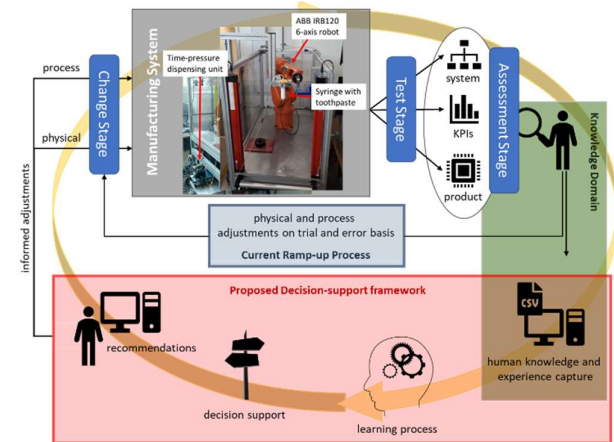 ABB IRB120
6-axis robot
Time-pressure
dispensing unit
Syringe with
toothpaste
process
physical
Change Stage
Manufacturing System
Test Stage
system
KPIs
product
Assessment Stage
Knowledge Domain
informed adjustments
physical and process
adjustments on trial and error basis
Current Ramp-up Process
Proposed Decision-support framework
recommendations
decision support
learning process
CSV
human knowledge and
experience capture